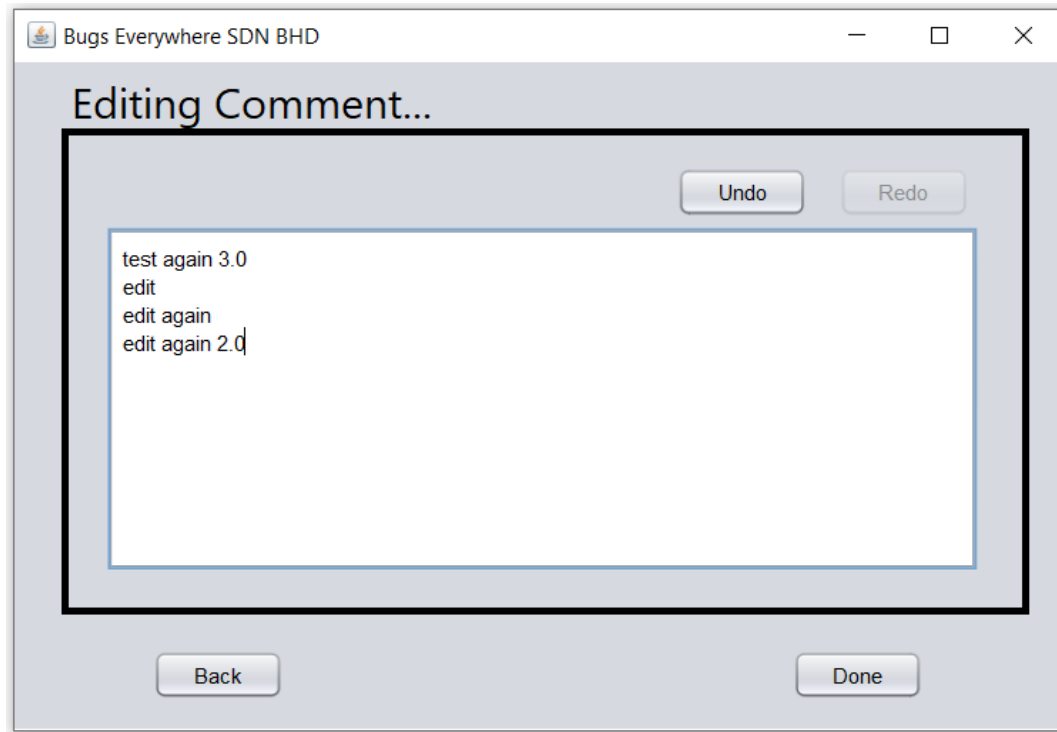 Bugs Everywhere SDN BHD
Editing Comment...
Undo Redo
test again 3.0
edit
edit again
edit again 2.0
Back Done